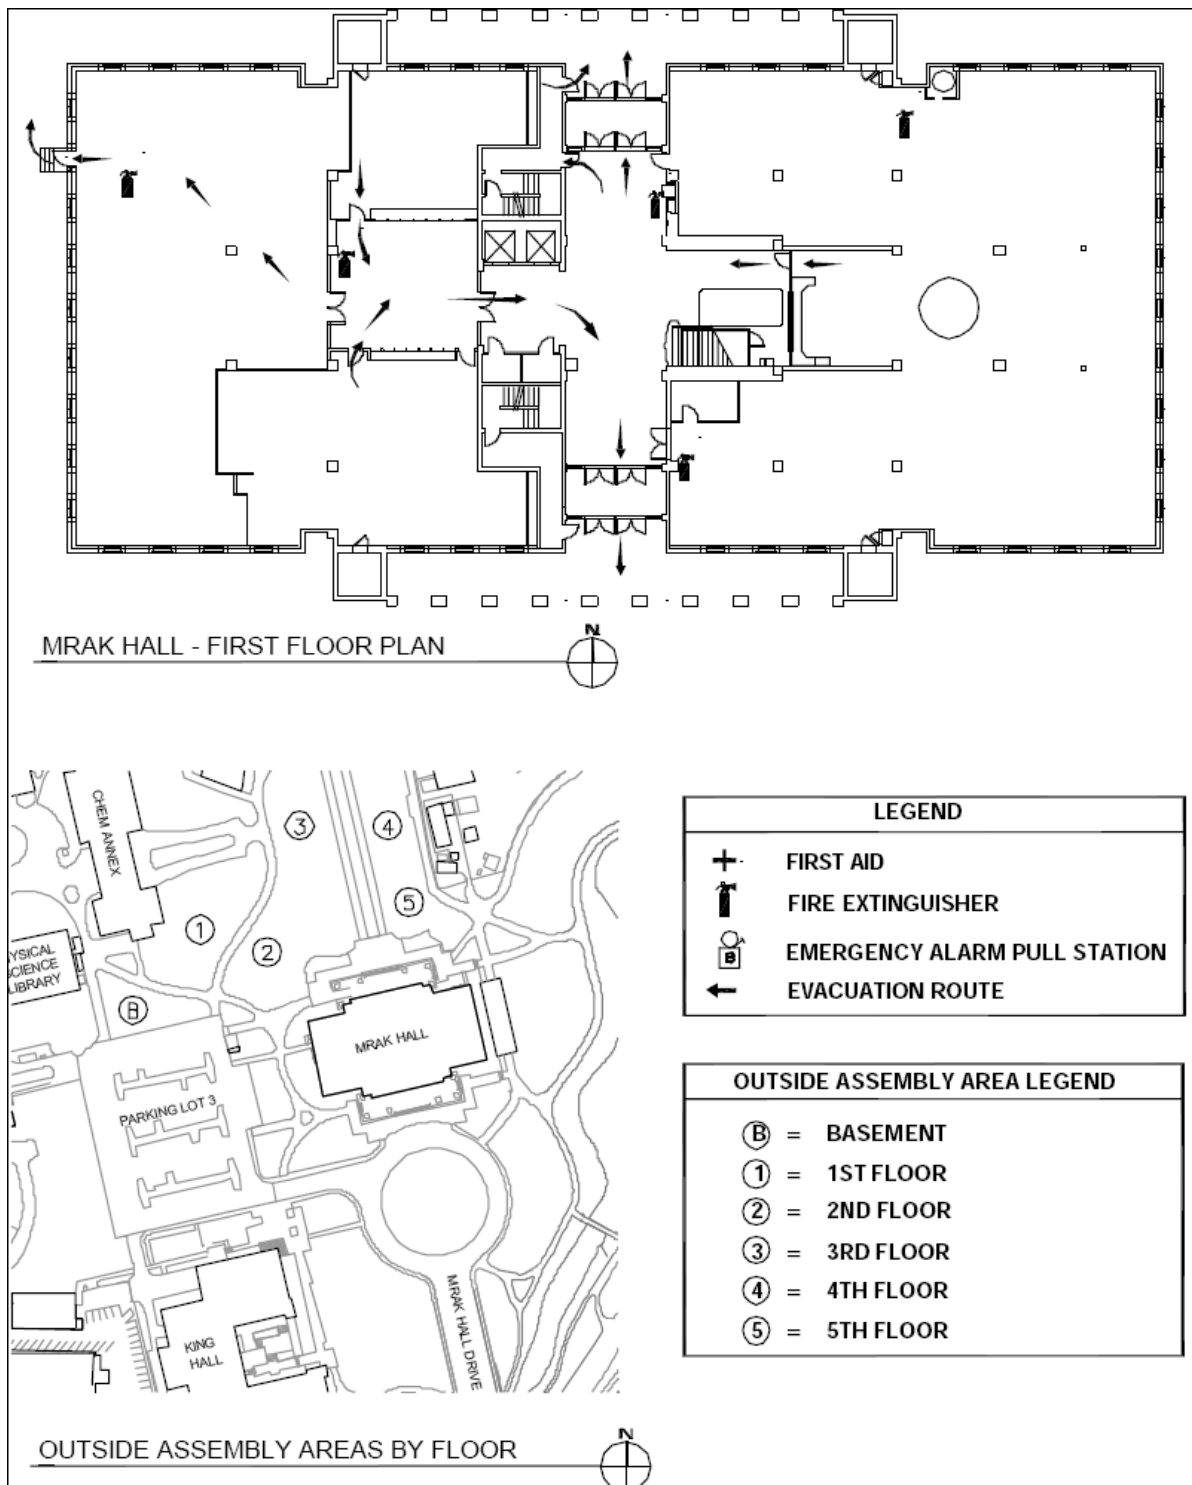 MRAK HALL - FIRST FLOOR PLAN
N
CHEM ANNEX
3
4
5
1
2
PHYSICAL
SCIENCE
LIBRARY
B
MRAK HALL
PARKING LOT 3
KING
HALL
MRAK HALL DRIVE
OUTSIDE ASSEMBLY AREAS BY FLOOR
N
LEGEND
FIRST AID
FIRE EXTINGUISHER
B EMERGENCY ALARM PULL STATION
EVACUATION ROUTE
OUTSIDE ASSEMBLY AREA LEGEND
B = BASEMENT
1 = 1ST FLOOR
2 = 2ND FLOOR
3 = 3RD FLOOR
4 = 4TH FLOOR
5 = 5TH FLOOR